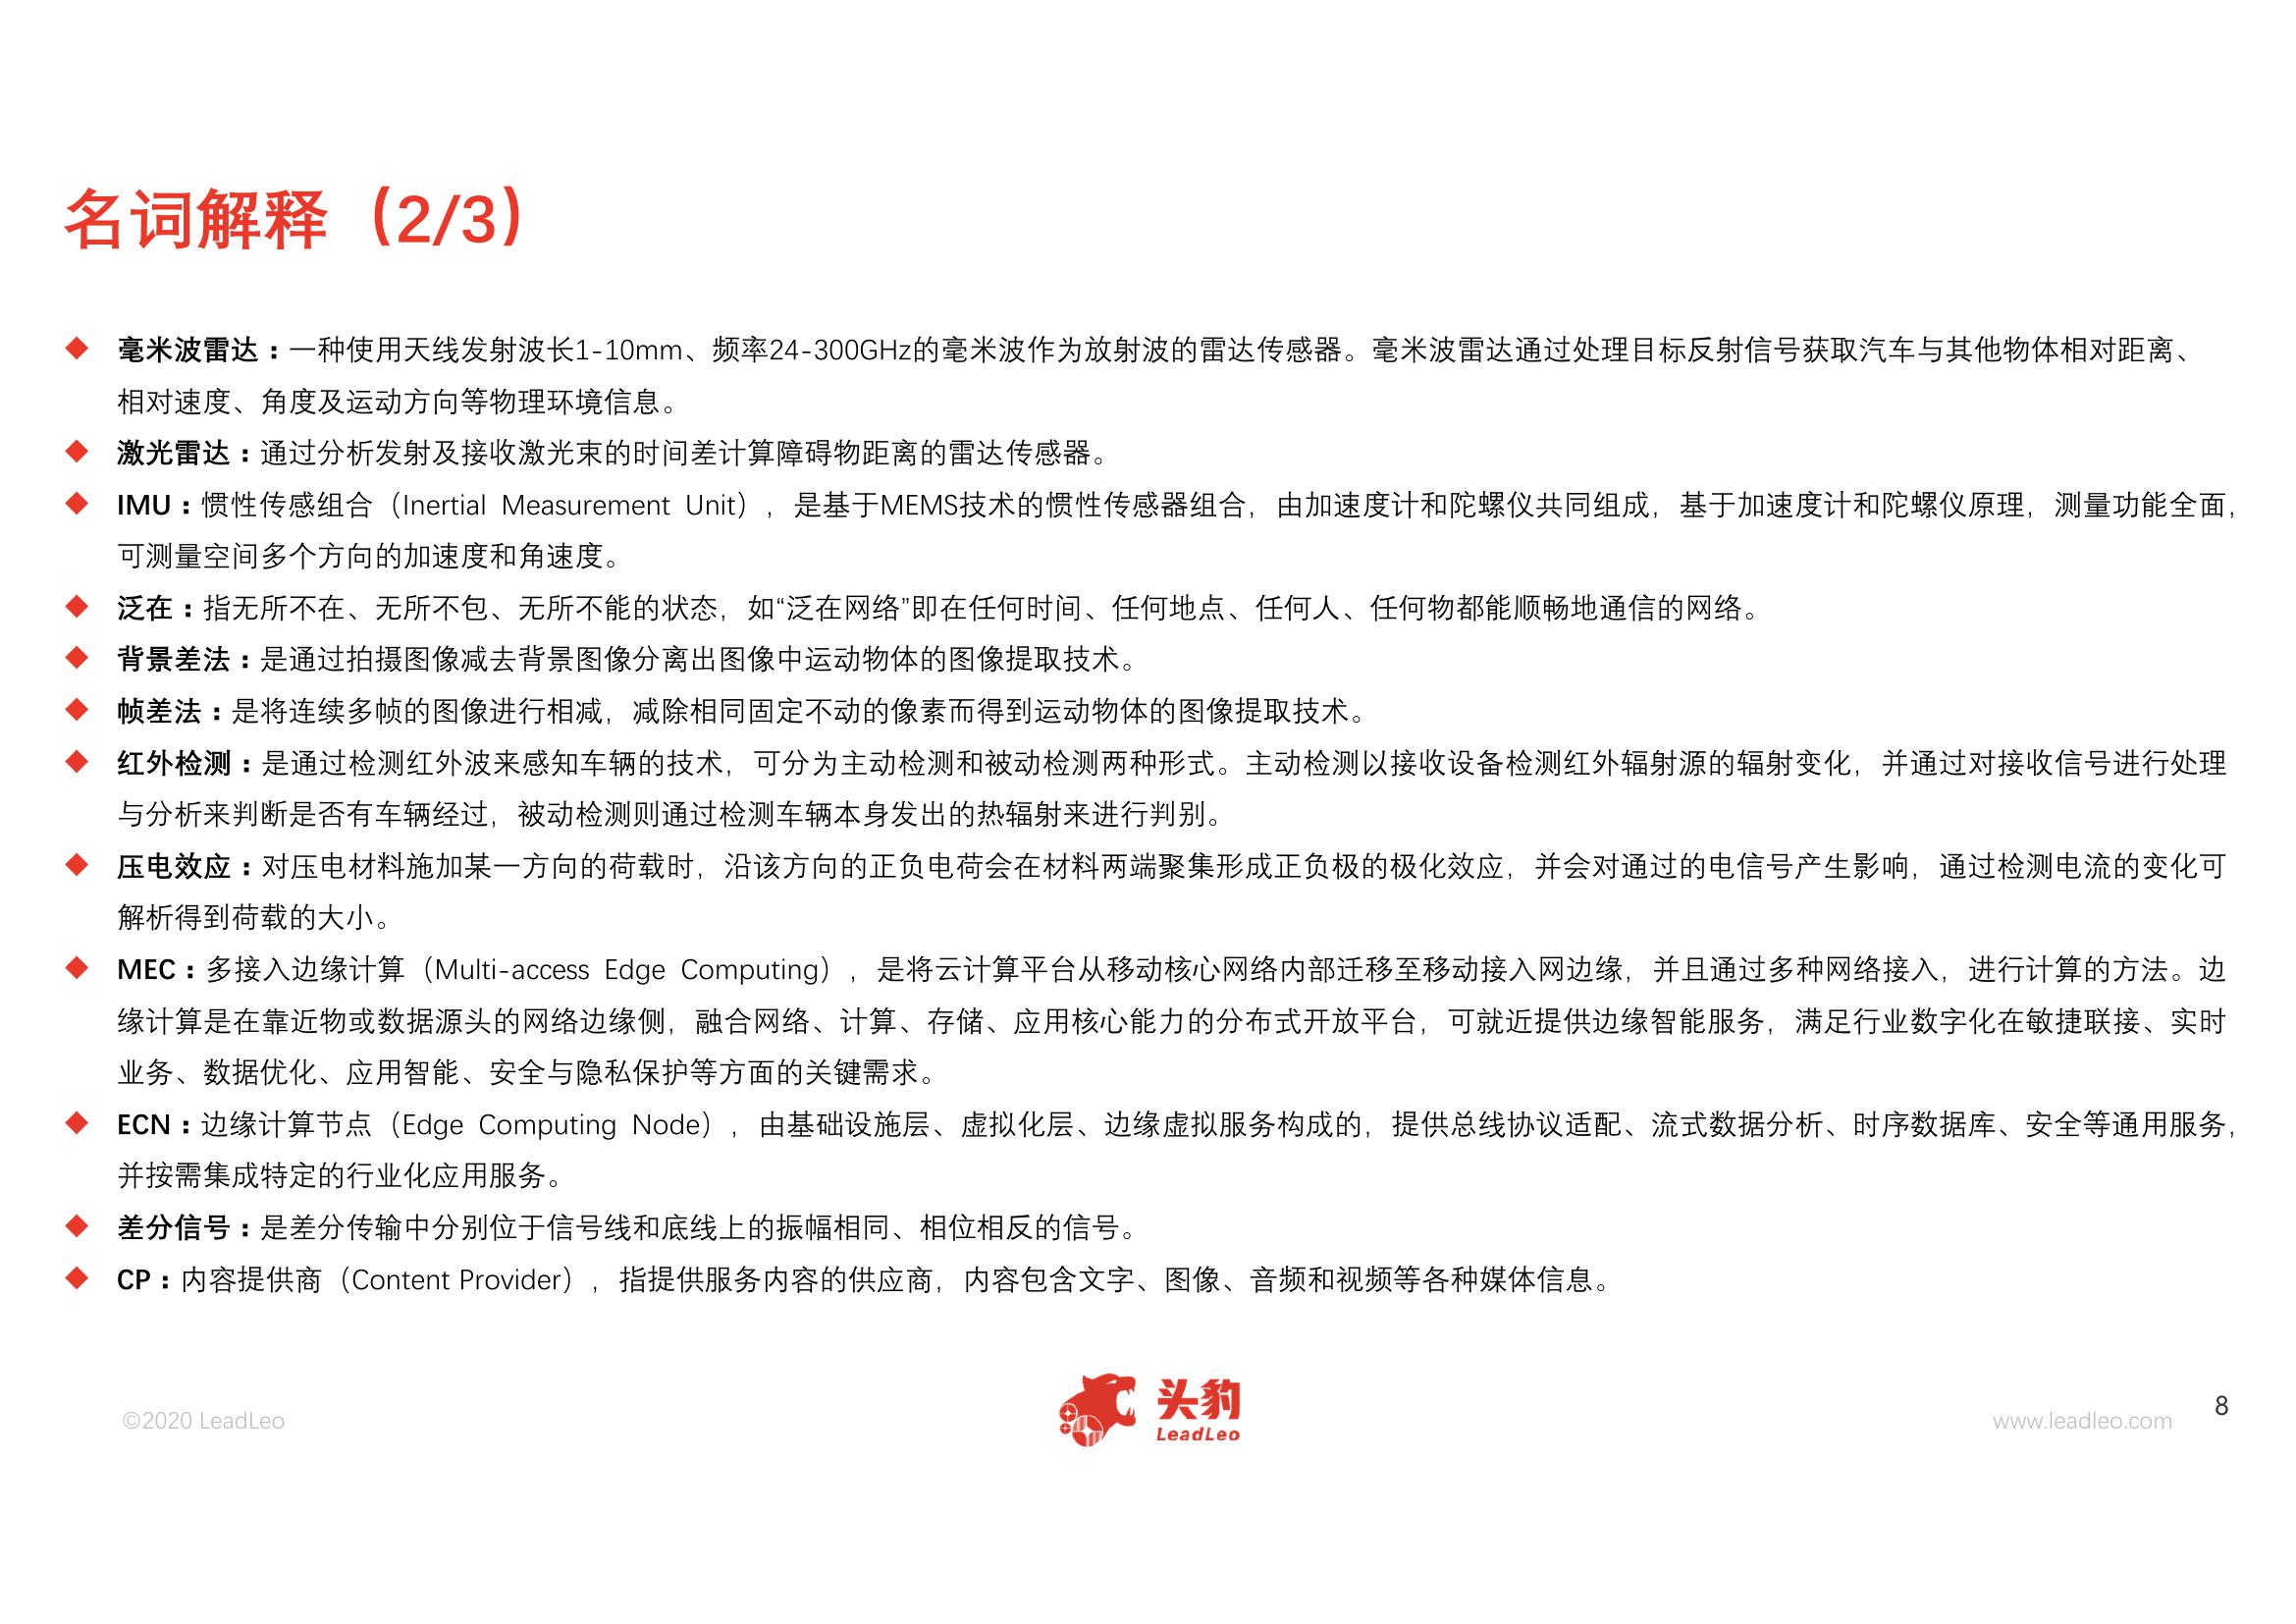 名词解释（2/3）
毫米波雷达：一种使用天线发射波长1-10mm、频率24-300GHz的毫米波作为放射波的雷达传感器。毫米波雷达通过处理目标反射信号获取汽车与其他物体相对距离、
相对速度、角度及运动方向等物理环境信息。
激光雷达：通过分析发射及接收激光束的时间差计算障碍物距离的雷达传感器。
IMU：惯性传感组合（Inertial Measurement Unit），是基于MEMS技术的惯性传感器组合，由加速度计和陀螺仪共同组成，基于加速度计和陀螺仪原理，测量功能全面，
可测量空间多个方向的加速度和角速度。
泛在：指无所不在、无所不包、无所不能的状态，如“泛在网络”即在任何时间、任何地点、任何人、任何物都能顺畅地通信的网络。
背景差法：是通过拍摄图像减去背景图像分离出图像中运动物体的图像提取技术。
帧差法：是将连续多帧的图像进行相减，减除相同固定不动的像素而得到运动物体的图像提取技术。
红外检测：是通过检测红外波来感知车辆的技术，可分为主动检测和被动检测两种形式。主动检测以接收设备检测红外辐射源的辐射变化，并通过对接收信号进行处理
与分析来判断是否有车辆经过，被动检测则通过检测车辆本身发出的热辐射来进行判别。
压电效应：对压电材料施加某一方向的荷载时，沿该方向的正负电荷会在材料两端聚集形成正负极的极化效应，并会对通过的电信号产生影响，通过检测电流的变化可
解析得到荷载的大小。
MEC：多接入边缘计算（Multi-access Edge Computing），是将云计算平台从移动核心网络内部迁移至移动接入网边缘，并且通过多种网络接入，进行计算的方法。边
缘计算是在靠近物或数据源头的网络边缘侧，融合网络、计算、存储、应用核心能力的分布式开放平台，可就近提供边缘智能服务，满足行业数字化在敏捷联接、实时
业务、数据优化、应用智能、安全与隐私保护等方面的关键需求。
ECN：边缘计算节点（Edge Computing Node），由基础设施层、虚拟化层、边缘虚拟服务构成的，提供总线协议适配、流式数据分析、时序数据库、安全等通用服务，
并按需集成特定的行业化应用服务。
差分信号：是差分传输中分别位于信号线和底线上的振幅相同、相位相反的信号。
CP：内容提供商（Content Provider），指提供服务内容的供应商，内容包含文字、图像、音频和视频等各种媒体信息。
©2020 LeadLeo
头豹
LeadLeo
www.leadleo.com
8